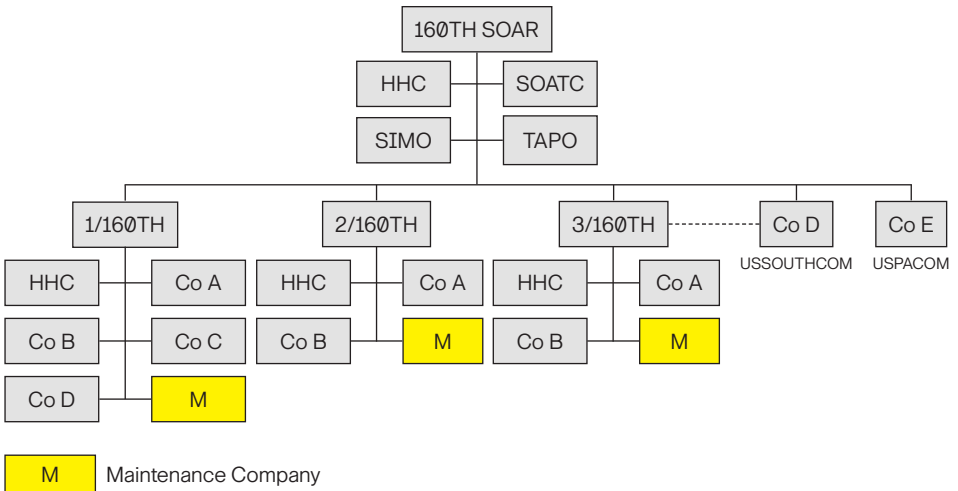 160TH SOAR
HHC
SOATC
SIMO
TAPO
1/160TH
2/160TH
3/160TH
Co D
Co E
USSOUTHCOM
USPACOM
HHC
Co A
HHC
Co A
HHC
Co A
Co B
Co C
Co B
M
Co B
M
Co D
M
M Maintenance Company